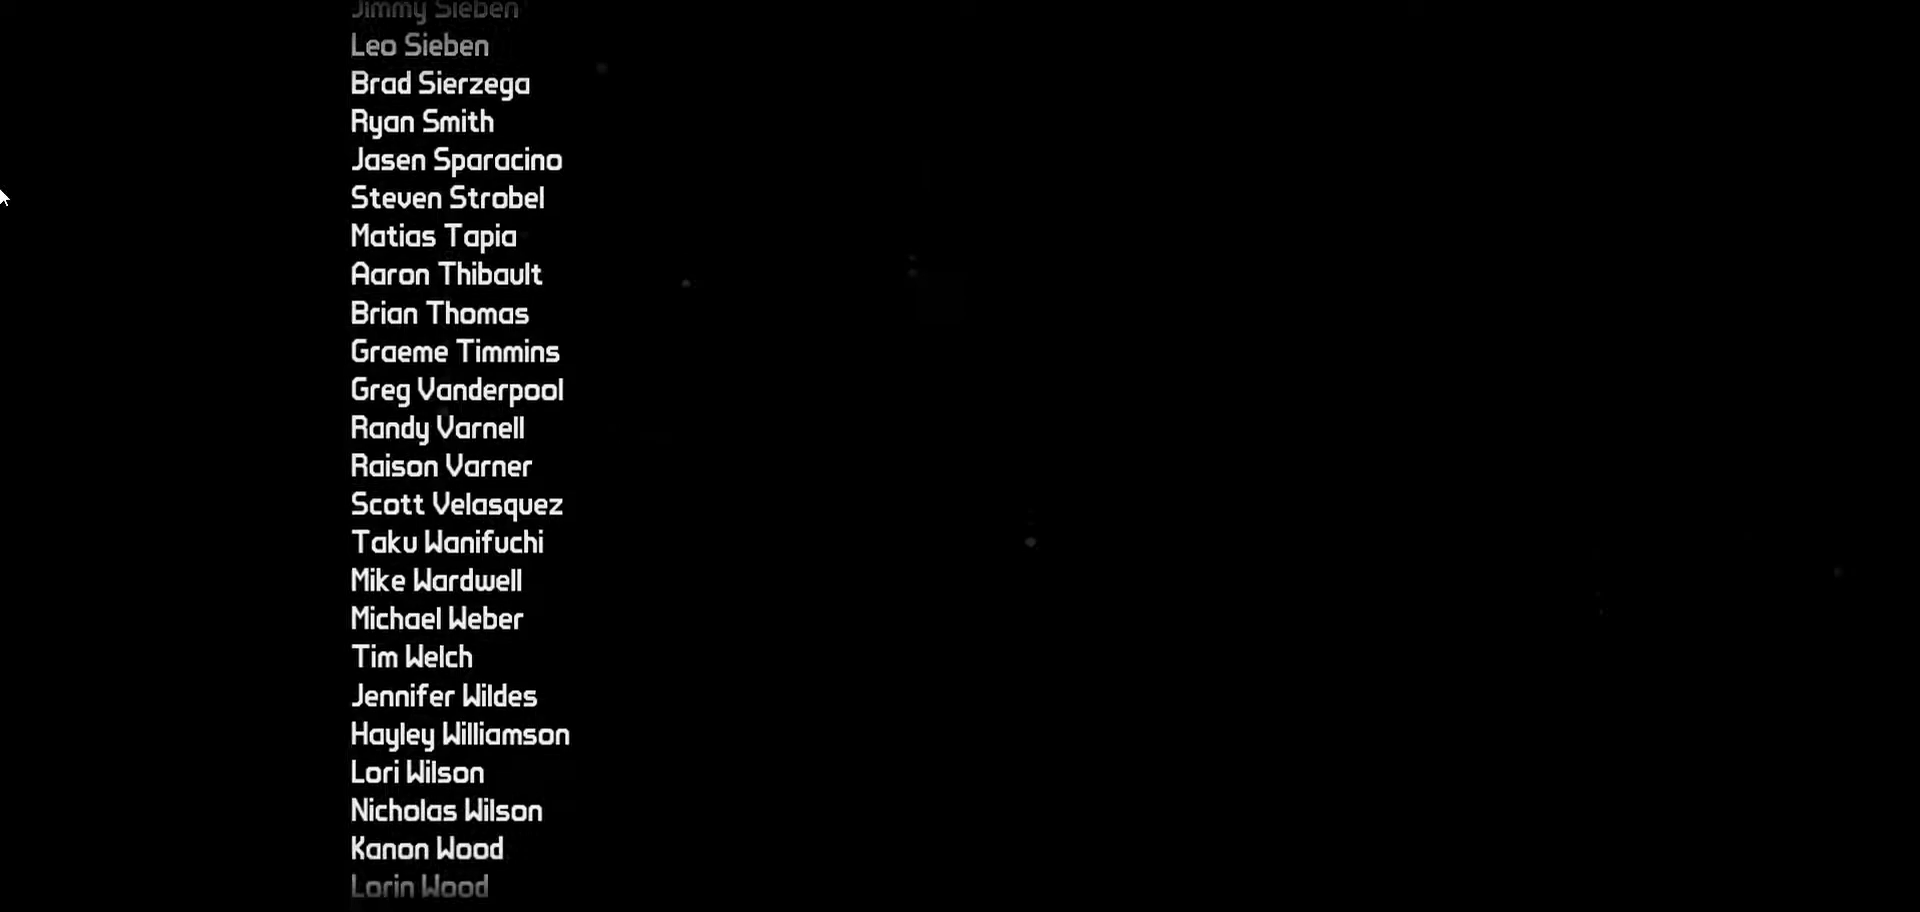 Jimmy Sieben
Leo Sieben
Brad Sierzega
Ryan Smith
Jasen Sparacino
Steven Strobel
Matias Tapia
Aaron Thibault
Brian Thomas
Graeme Timmins
Greg Vanderpool
Randy Varnell
Raison Varner
Scott Velasquez
Taku Wanifuchi
Mike Wardwell
Michael Weber
Tim Welch
Jennifer Wildes
Hayley Williamson
Lori Wilson
Nicholas Wilson
Kanon Wood
Lorin Wood